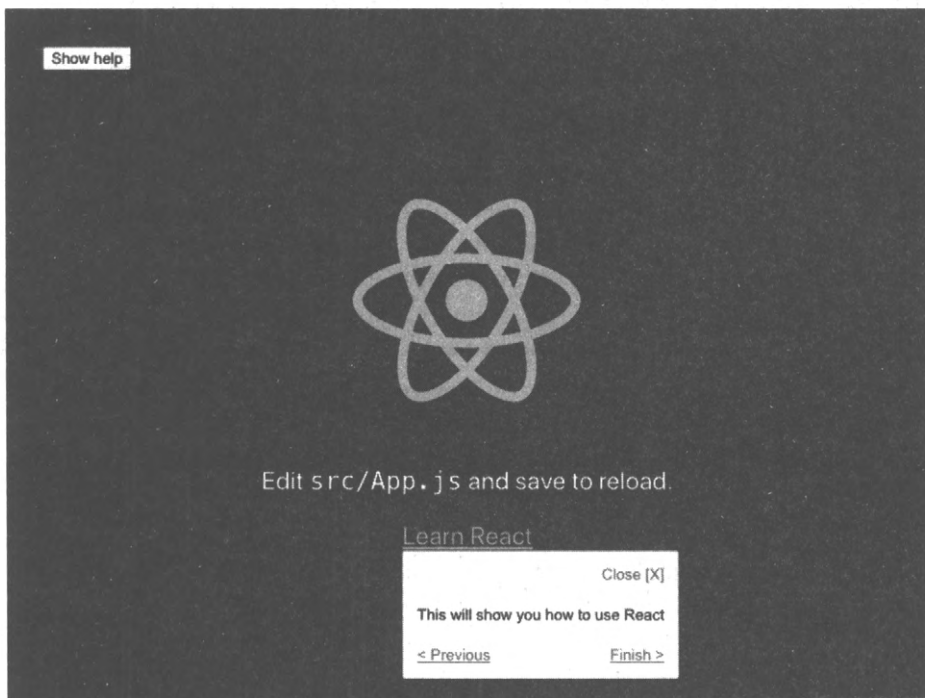 Show help
Edit src/App.js and save to reload.
Learn React
Close [X]
This will show you how to use React
< Previous Finish >